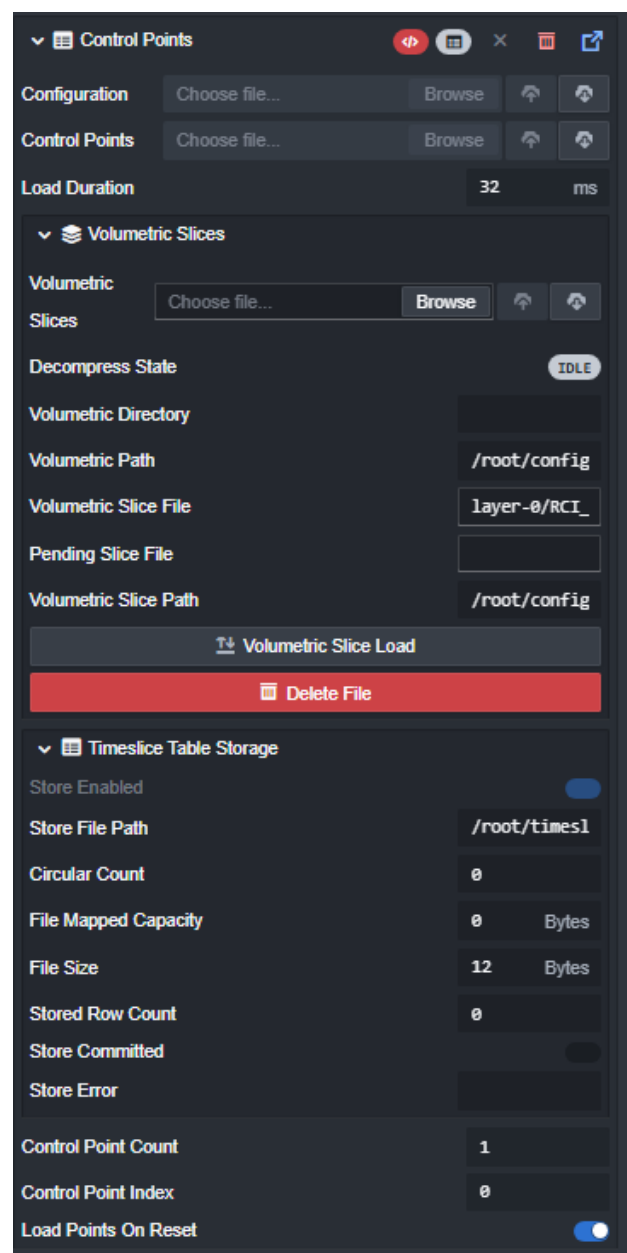 Control Points
Configuration Choose file... Browse
Control Points Choose file... Browse
Load Duration 32 ms
Volumetric Slices
Volumetric
Slices
Choose file... Browse
Decompress State IDLE
Volumetric Directory
Volumetric Path /root/config
Volumetric Slice File layer-0/RCI_
Pending Slice File
Volumetric Slice Path /root/config
Volumetric Slice Load
Delete File
Timeslice Table Storage
Store Enabled
Store File Path /root/timesl
Circular Count 0
File Mapped Capacity 0 Bytes
File Size 12 Bytes
Stored Row Count 0
Store Committed
Store Error
Control Point Count 1
Control Point Index 0
Load Points On Reset